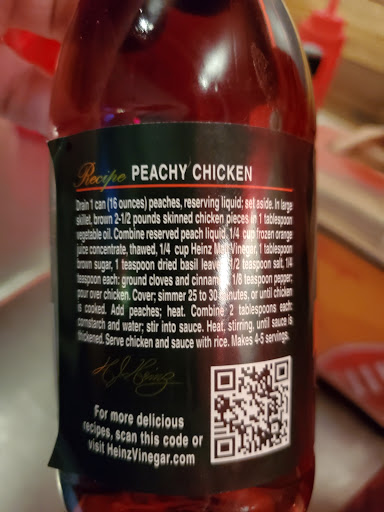 Recipe PEACHY CHICKEN
Drain 1 can (16 ounces) peaches, reserving liquid; set aside. In large
skillet, brown 2-1/2 pounds skinned chicken pieces in 1 tablespoon
vegetable oil. Combine reserved peach liquid, 1/4 cup frozen orange
juice concentrate, thawed, 1/4 cup Heinz Malt Vinegar, 1 tablespoon
brown sugar, 1 teaspoon dried basil leaves, 1/2 teaspoon salt, 1/4
teaspoon each: ground cloves and cinnamon, 1/8 teaspoon pepper;
pour over chicken. Cover; simmer 25 to 30 minutes, or until chicken
is cooked. Add peaches; heat. Combine 2 tablespoons each:
cornstarch and water; stir into sauce. Heat, stirring, until sauce is
thickened. Serve chicken and sauce with rice. Makes 4-5 servings.
H J Heinz
For more delicious
recipes, scan this code or
visit HeinzVinegar.com